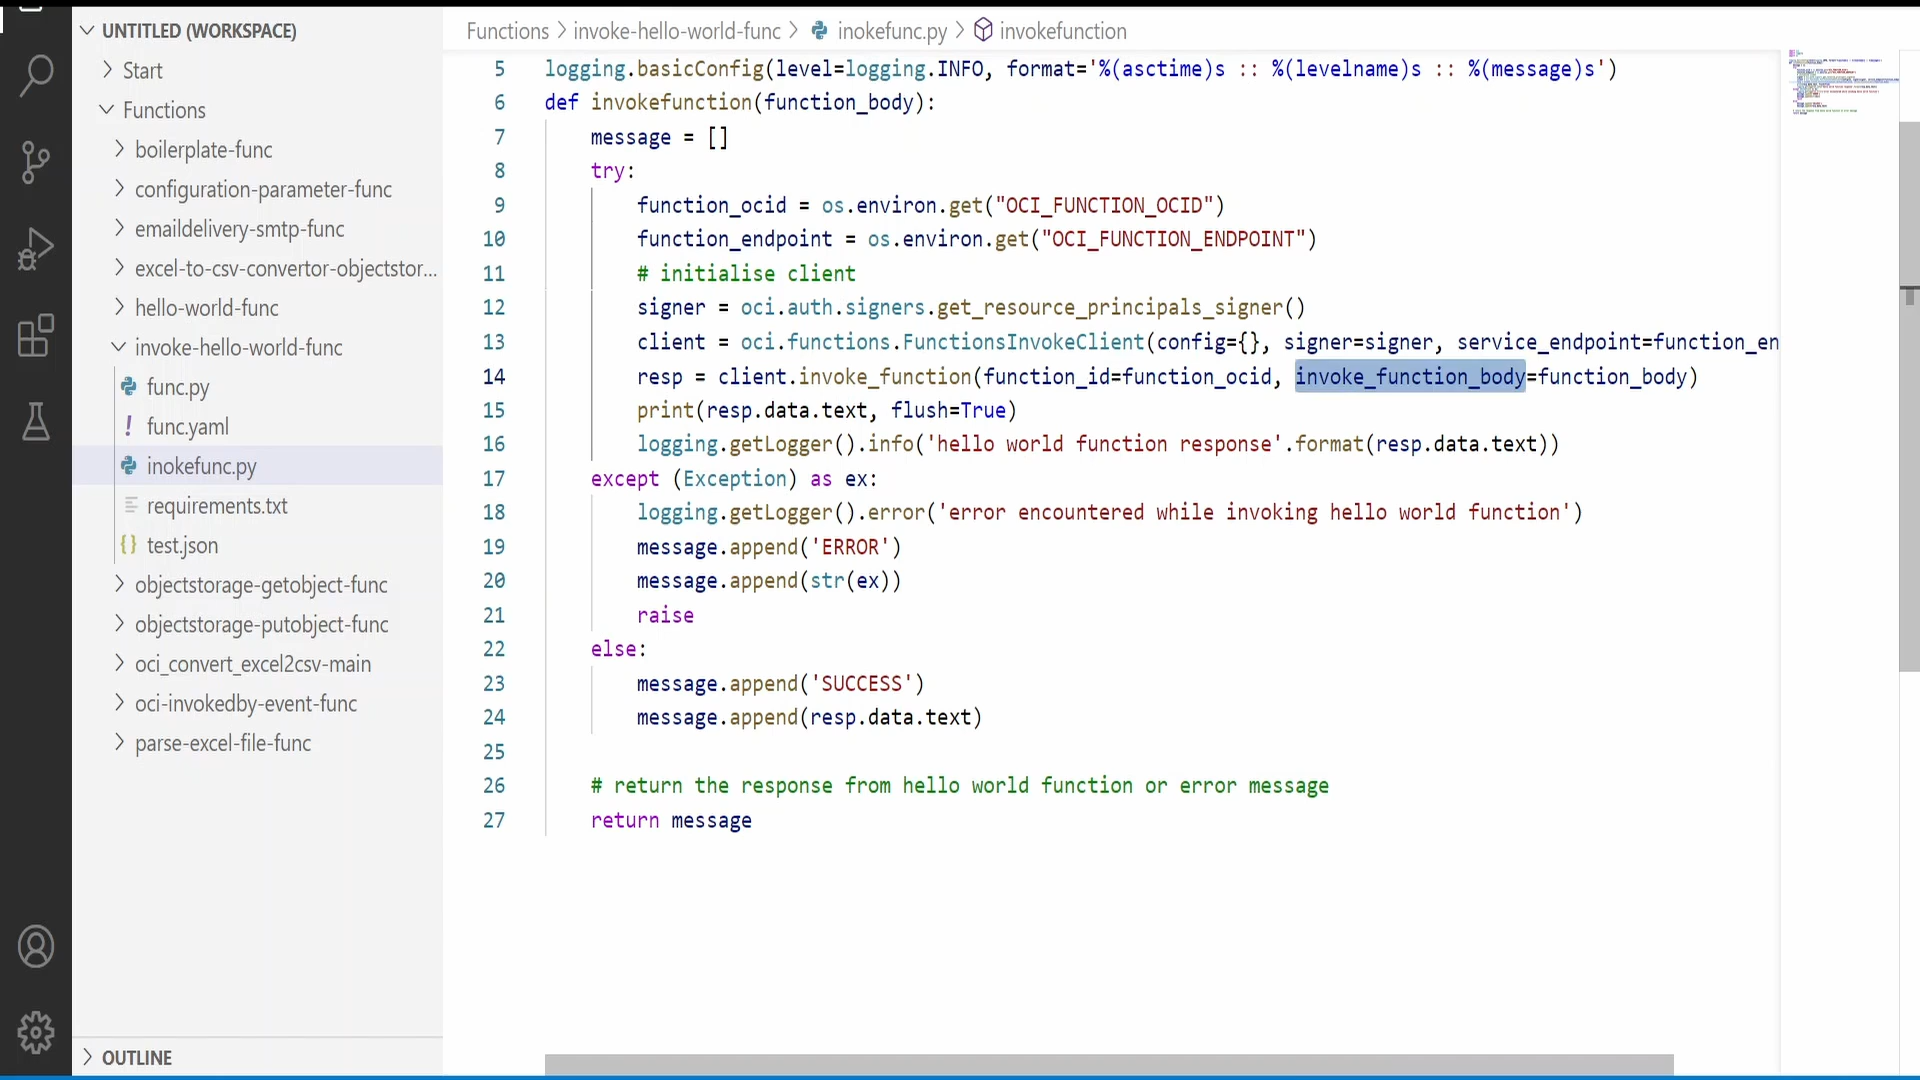 UNTITLED (WORKSPACE)
Start
Functions
boilerplate-func
configuration-parameter-func
emaildelivery-smtp-func
excel-to-csv-convertor-objectstor...
hello-world-func
invoke-hello-world-func
func.py
! func.yaml
inokefunc.py
requirements.txt
{} test.json
objectstorage-getobject-func
objectstorage-putobject-func
oci_convert_excel2csv-main
oci-invokedby-event-func
parse-excel-file-func
OUTLINE
Functions > invoke-hello-world-func > inokefunc.py > invokefunction
5 logging.basicConfig(level=logging.INFO, format='%(asctime)s :: %(levelname)s :: %(message)s')
6 def invokefunction(function_body):
7 message = []
8 try:
9 function_ocid = os.environ.get("OCI_FUNCTION_OCID")
10 function_endpoint = os.environ.get("OCI_FUNCTION_ENDPOINT")
11 # initialise client
12 signer = oci.auth.signers.get_resource_principals_signer()
13 client = oci.functions.FunctionsInvokeClient(config={}, signer=signer, service_endpoint=function_en
14 resp = client.invoke_function(function_id=function_ocid, invoke_function_body=function_body)
15 print(resp.data.text, flush=True)
16 logging.getLogger().info('hello world function response'.format(resp.data.text))
17 except (Exception) as ex:
18 logging.getLogger().error('error encountered while invoking hello world function')
19 message.append('ERROR')
20 message.append(str(ex))
21 raise
22 else:
23 message.append('SUCCESS')
24 message.append(resp.data.text)
25
26 # return the response from hello world function or error message
27 return message